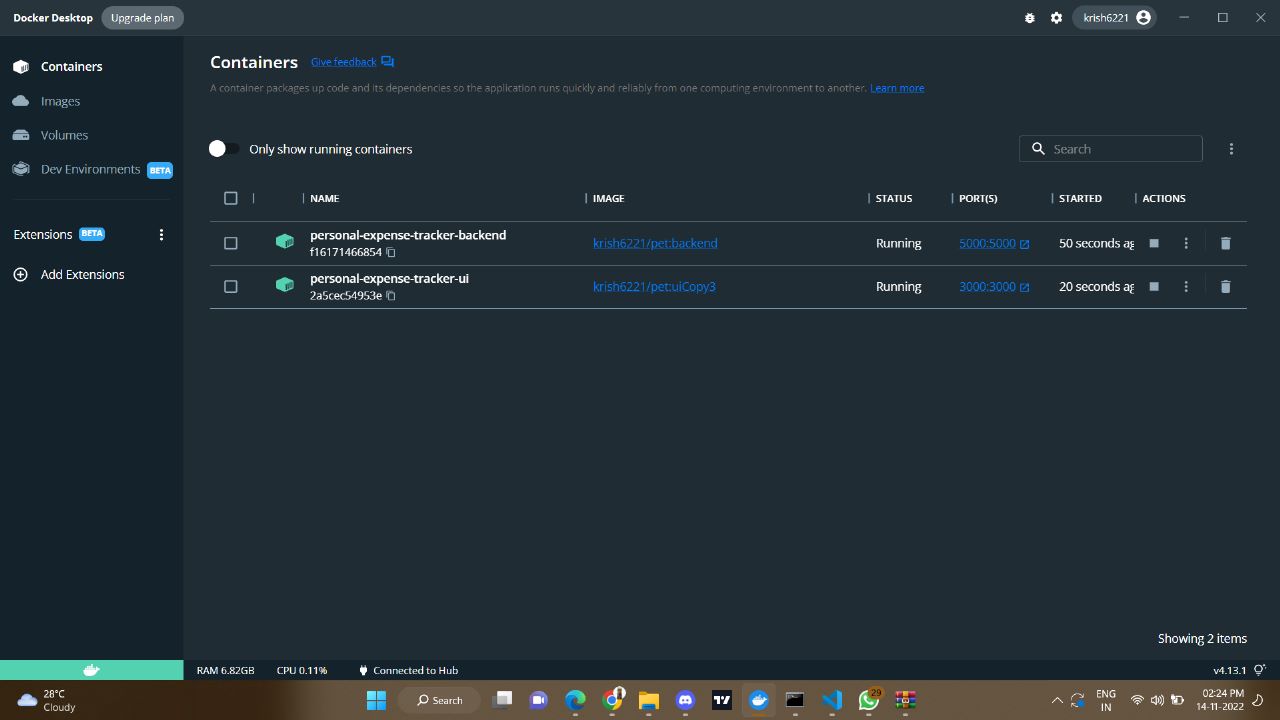 Docker Desktop Upgrade plan krish6221
Containers
Images
Volumes
Dev Environments BETA
Extensions BETA
Add Extensions
Containers Give feedback
A container packages up code and its dependencies so the application runs quickly and reliably from one computing environment to another. Learn more
Only show running containers Search
NAME IMAGE STATUS PORT(S) STARTED ACTIONS
personal-expense-tracker-backend krish6221/pet:backend Running 5000:5000 50 seconds ag
f16171466854
personal-expense-tracker-ui krish6221/pet:uiCopy3 Running 3000:3000 20 seconds ag
2a5cec54953e
Showing 2 items
RAM 6.82GB CPU 0.11% Connected to Hub v4.13.1
28°C
Cloudy
Search
29
ENG
IN
02:24 PM
14-11-2022